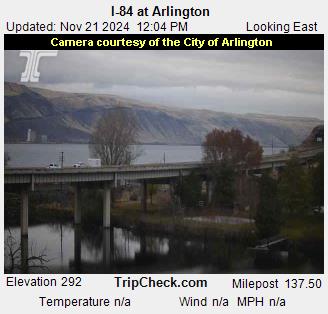 I-84 at Arlington
Updated: Nov 21 2024 12:04 PM Looking East
Camera courtesy of the City of Arlington
Elevation 292 TripCheck.com Milepost 137.50
Temperature n/a Wind n/a MPH n/a